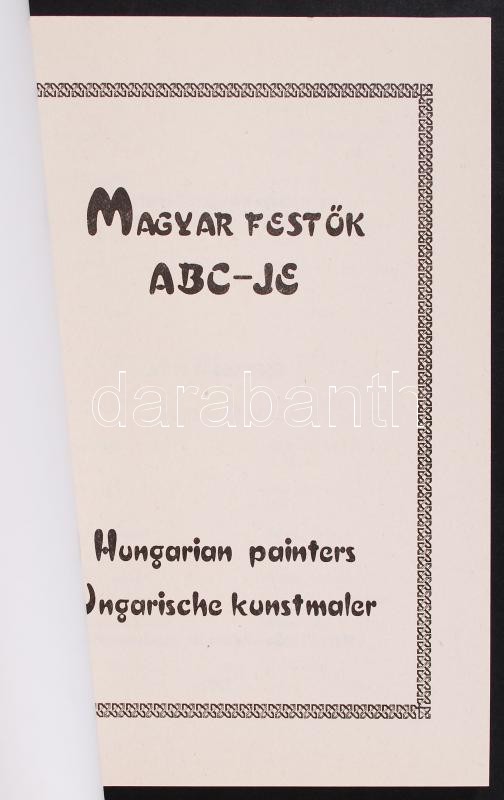 MAGYAR FESTŐK
ABC-JE
darabanth
Hungarian painters
Ungarische kunstmaler